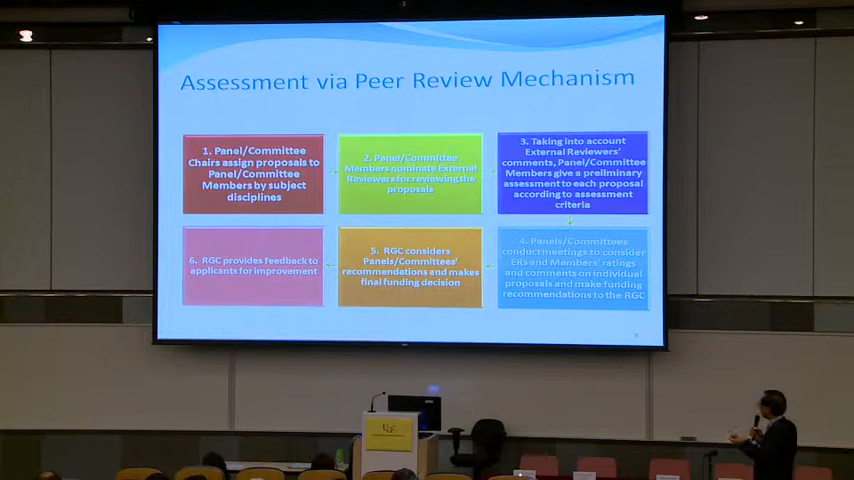 Assessment via Peer Review Mechanism
1. Panel/Committee
Chairs assign proposals to
Panel/Committee
Members by subject
disciplines
2. Panel/Committee
Members nominate External
Reviewers for reviewing the
proposals
3. Taking into account
External Reviewers'
comments, Panel/Committee
Members give a preliminary
assessment to each proposal
according to assessment
criteria
6. RGC provides feedback to
applicants for improvement
5. RGC considers
Panels/Committees'
recommendations and makes
final funding decision
4. Panels/Committees
conduct meetings to consider
ERs and Members' ratings
and comments on individual
proposals and make funding
recommendations to the RGC
UGC